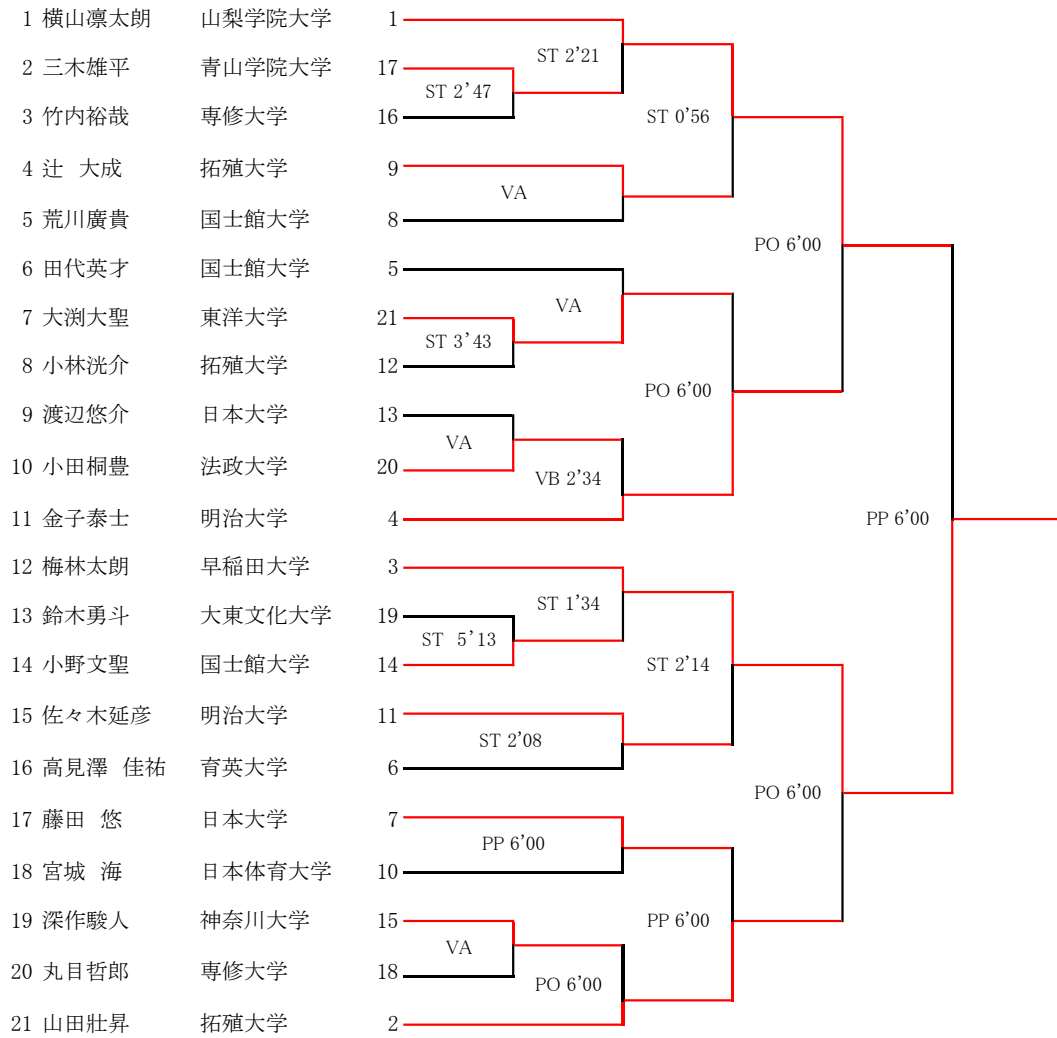 1 横山凛太朗 山梨学院大学 1
ST 2’21
2 三木雄平 青山学院大学 17
ST 2’47
3 竹内裕哉 専修大学 16
ST 0’56
4 辻 大成 拓殖大学 9
VA
5 荒川廣貴 国士館大学 8
PO 6’00
6 田代英才 国士館大学 5
VA
7 大渕大聖 東洋大学 21
ST 3’43
8 小林洸介 拓殖大学 12
PO 6’00
9 渡辺悠介 日本大学 13
VA
10 小田桐豊 法政大学 20
VB 2’34
11 金子泰士 明治大学 4
PP 6’00
12 梅林太朗 早稲田大学 3
ST 1’34
13 鈴木勇斗 大東文化大学 19
ST 5’13
14 小野文聖 国士館大学 14
ST 2’14
15 佐々木延彦 明治大学 11
ST 2’08
16 高見澤 佳祐 育英大学 6
PO 6’00
17 藤田 悠 日本大学 7
PP 6’00
18 宮城 海 日本体育大学 10
19 深作駿人 神奈川大学 15
PP 6’00
VA
20 丸目哲郎 専修大学 18
PO 6’00
21 山田壯昇 拓殖大学 2